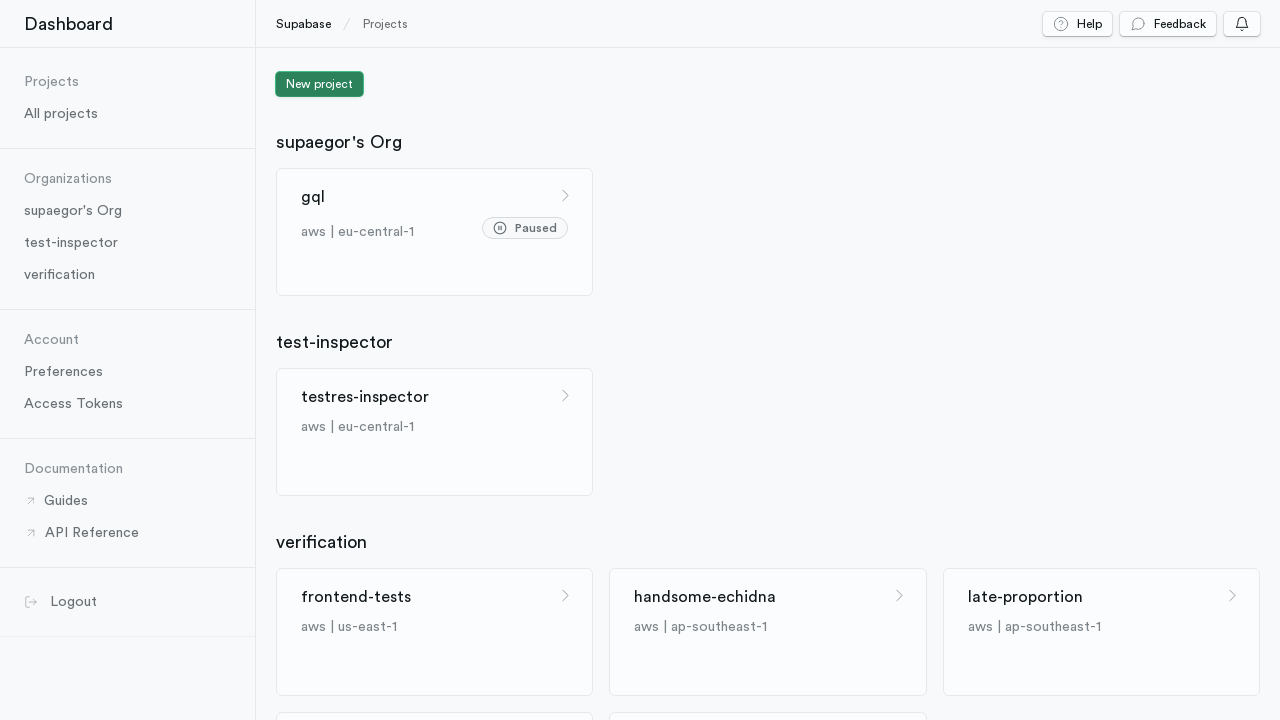 Dashboard
Supabase / Projects
Help
Feedback
Projects
All projects
Organizations
supaegor's Org
test-inspector
verification
Account
Preferences
Access Tokens
Documentation
Guides
API Reference
Logout
New project
supaegor's Org
gql
aws | eu-central-1
Paused
test-inspector
testres-inspector
aws | eu-central-1
verification
frontend-tests
aws | us-east-1
handsome-echidna
aws | ap-southeast-1
late-proportion
aws | ap-southeast-1